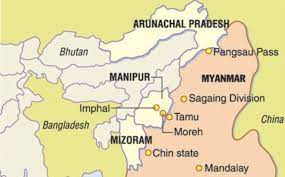 ARUNACHAL PRADESH
Bhutan
Pangsau Pass
MANIPUR
MYANMAR
Imphal
Sagaing Division
Bangladesh
Tamu
China
Moreh
MIZORAM
Chin state
Mandalay